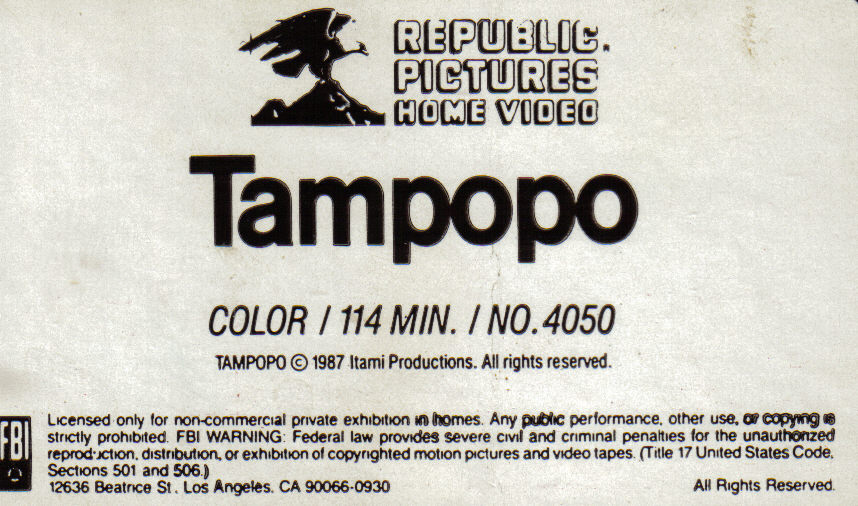 REPUBLIC.
PICTURES
HOME VIDEO
Tampopo
COLOR / 114 MIN. / NO. 4050
TAMPOPO © 1987 Itami Productions. All rights reserved.
FBI
Licensed only for non-commercial private exhibition in homes. Any public performance, other use, or copying is
strictly prohibited. FBI WARNING: Federal law provides severe civil and criminal penalties for the unauthorized
reproduction, distribution, or exhibition of copyrighted motion pictures and video tapes. (Title 17 United States Code,
Sections 501 and 506.)
12636 Beatrice St., Los Angeles, CA 90066-0930 All Rights Reserved.